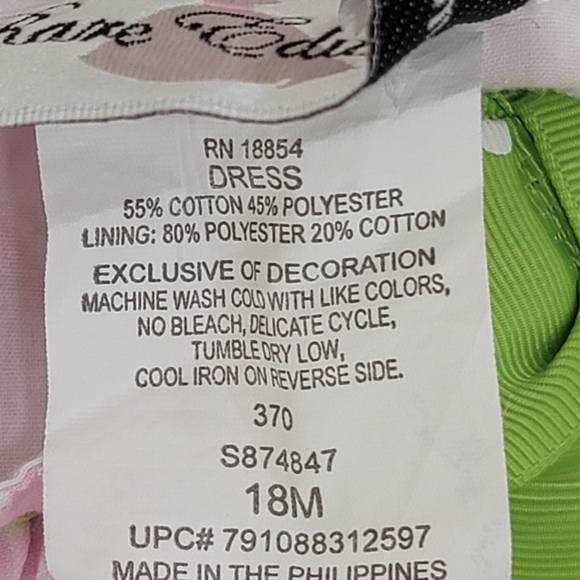 RN 18854
DRESS
55% COTTON 45% POLYESTER
LINING: 80% POLYESTER 20% COTTON
EXCLUSIVE OF DECORATION
MACHINE WASH COLD WITH LIKE COLORS,
NO BLEACH, DELICATE CYCLE,
TUMBLE DRY LOW,
COOL IRON ON REVERSE SIDE.
370
S874847
18M
UPC# 791088312597
MADE IN THE PHILIPPINES